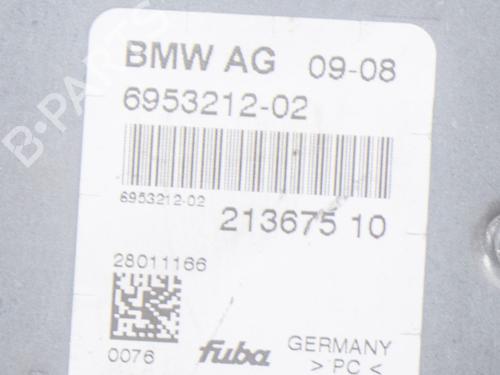 BMW AG 09-08
6953212-02
6953212-02
213675 10
28011166
0076 fuba GERMANY
> PC <
B-PARTS